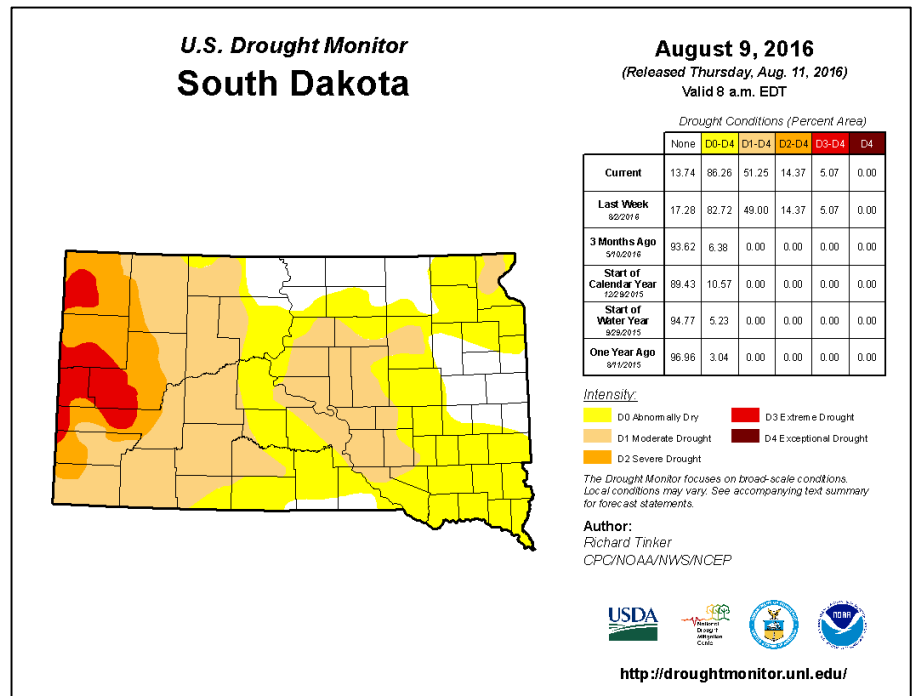 U.S. Drought Monitor
South Dakota
August 9, 2016
(Released Thursday, Aug. 11, 2016)
Valid 8 a.m. EDT
Drought Conditions (Percent Area)
None D0-D4 D1-D4 D2-D4 D3-D4 D4
Current 13.74 86.26 51.25 14.37 5.07 0.00
Last Week 17.28 82.72 49.00 14.37 5.07 0.00
8/2/2016
3 Months Ago 93.62 6.38 0.00 0.00 0.00 0.00
5/10/2016
Start of
Calendar Year 89.43 10.57 0.00 0.00 0.00 0.00
12/29/2015
Start of
Water Year 94.77 5.23 0.00 0.00 0.00 0.00
9/29/2015
One Year Ago 96.96 3.04 0.00 0.00 0.00 0.00
8/11/2015
Intensity:
D0 Abnormally Dry
D1 Moderate Drought
D2 Severe Drought
D3 Extreme Drought
D4 Exceptional Drought
The Drought Monitor focuses on broad-scale conditions.
Local conditions may vary. See accompanying text summary
for forecast statements.
Author:
Richard Tinker
CPC/NOAA/NWS/NCEP
USDA
National
Drought
Mitigation
Center
NOAA
http://droughtmonitor.unl.edu/